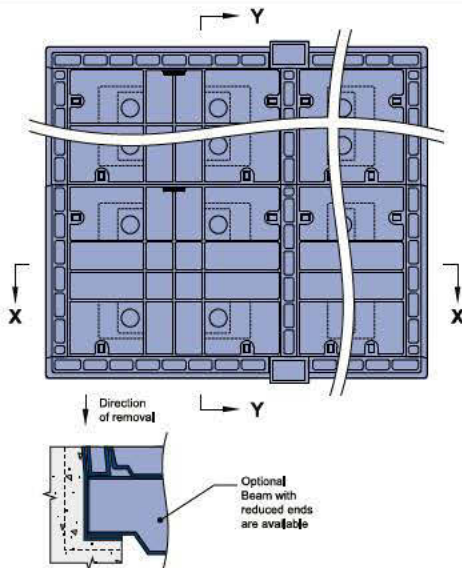 Y
X
X
Direction
of removal
Y
Optional
Beam with
reduced ends
are available